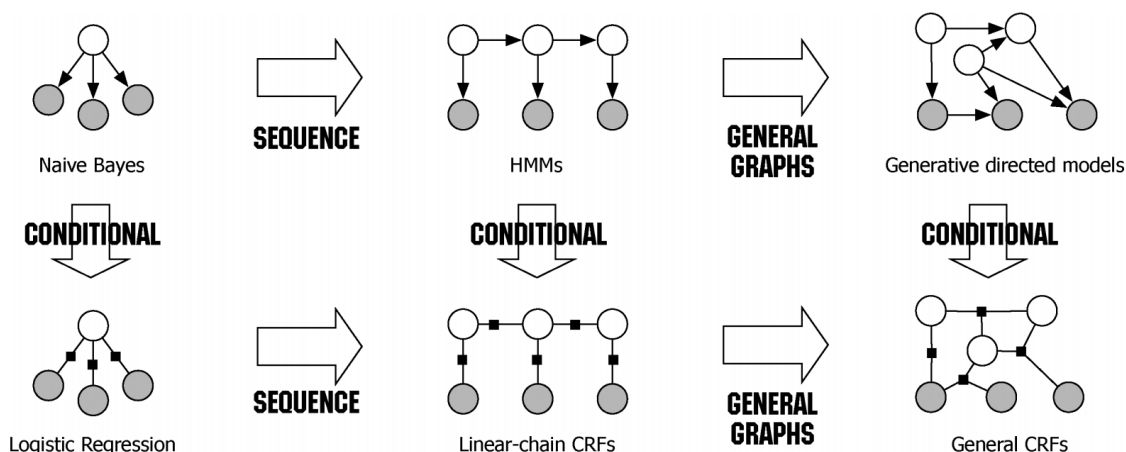 SEQUENCE
GENERAL
GRAPHS
Naive Bayes
HMMs
Generative directed models
CONDITIONAL
CONDITIONAL
CONDITIONAL
SEQUENCE
GENERAL
GRAPHS
Logistic Regression
Linear-chain CRFs
General CRFs